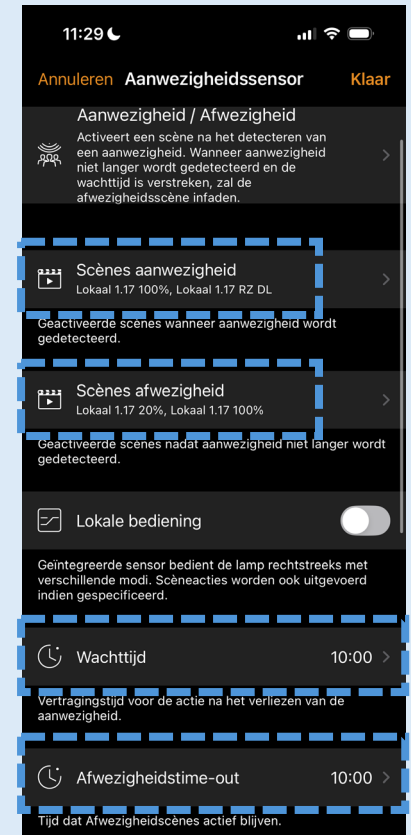 11:29
Annuleren Aanwezigheidssensor Klaar
Aanwezigheid / Afwezigheid
Activeert een scène na het detecteren van
een aanwezigheid. Wanneer aanwezigheid
niet langer wordt gedetecteerd en de
wachttijd is verstreken, zal de
afwezigheidsscène infaden.
Scènes aanwezigheid
Lokaal 1.17 100%, Lokaal 1.17 RZ DL
Geactiveerde scènes wanneer aanwezigheid wordt
gedetecteerd.
Scènes afwezigheid
Lokaal 1.17 20%, Lokaal 1.17 100%
Geactiveerde scènes nadat aanwezigheid niet langer wordt
gedetecteerd.
Lokale bediening
Geïntegreerde sensor bedient de lamp rechtstreeks met
verschillende modi. Scèneacties worden ook uitgevoerd
indien gespecificeerd.
Wachttijd 10:00
Vertragingstijd voor de actie na het verliezen van de
aanwezigheid.
Afwezigheidstime-out 10:00
Tijd dat Afwezigheidscènes actief blijven.